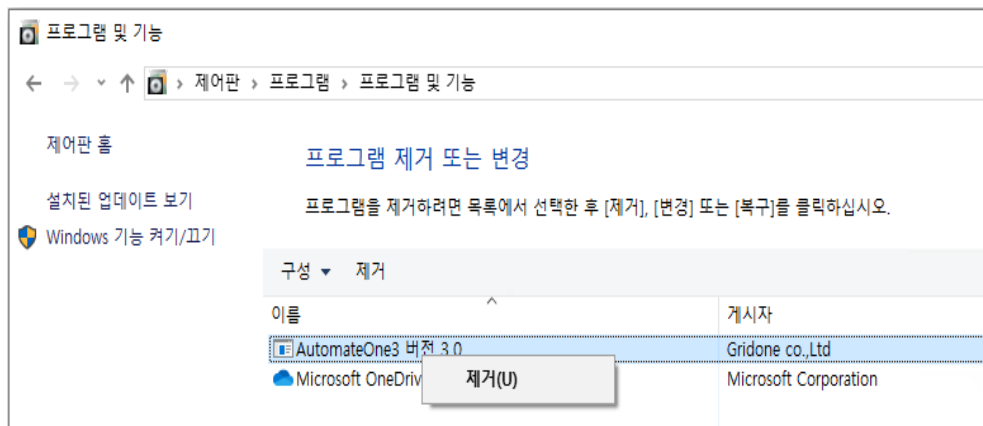 프로그램 및 기능
제어판 › 프로그램 › 프로그램 및 기능
제어판 홈
설치된 업데이트 보기
Windows 기능 켜기/끄기
프로그램 제거 또는 변경
프로그램을 제거하려면 목록에서 선택한 후 [제거], [변경] 또는 [복구]를 클릭하십시오.
구성 제거
이름 게시자
AutomateOne3 버전 3.0 Gridone co.,Ltd
Microsoft OneDriv Microsoft Corporation
제거(U)